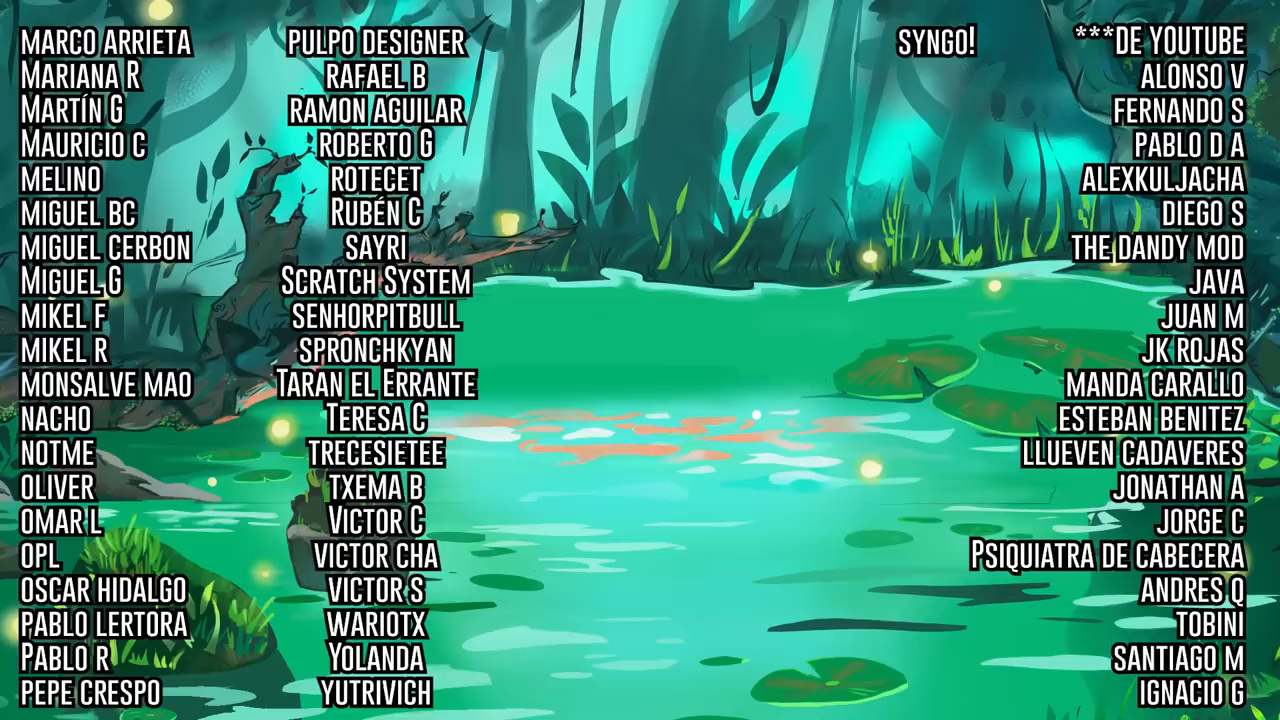 MARCO ARRIETA
MARIANA R
MARTÍN G
MAURICIO C
MELINO
MIGUEL BC
MIGUEL CERBON
MIGUEL G
MIKEL F
MIKEL R
MONSALVE MAO
NACHO
NOTME
OLIVER
OMAR L
OPL
OSCAR HIDALGO
PABLO LERTORA
PABLO R
PEPE CRESPO
PULPO DESIGNER
RAFAEL B
RAMON AGUILAR
ROBERTO G
ROTECET
RUBÉN C
SAYRI
SCRATCH SYSTEM
SENHORPITBULL
SPRONCHKYAN
TARAN EL ERRANTE
TERESA C
TRECESIETEE
TXEMA B
VICTOR C
VICTOR CHA
VICTOR S
WARIOTX
YOLANDA
YUTRIVICH
SYNGO!
***DE YOUTUBE
ALONSO V
FERNANDO S
PABLO D A
ALEXKULJACHA
DIEGO S
THE DANDY MOD
JAVA
JUAN M
JK ROJAS
MANDA CARALLO
ESTEBAN BENITEZ
LLUEVEN CADAVERES
JONATHAN A
JORGE C
PSIQUIATRA DE CABECERA
ANDRES Q
TOBINI
SANTIAGO M
IGNACIO G